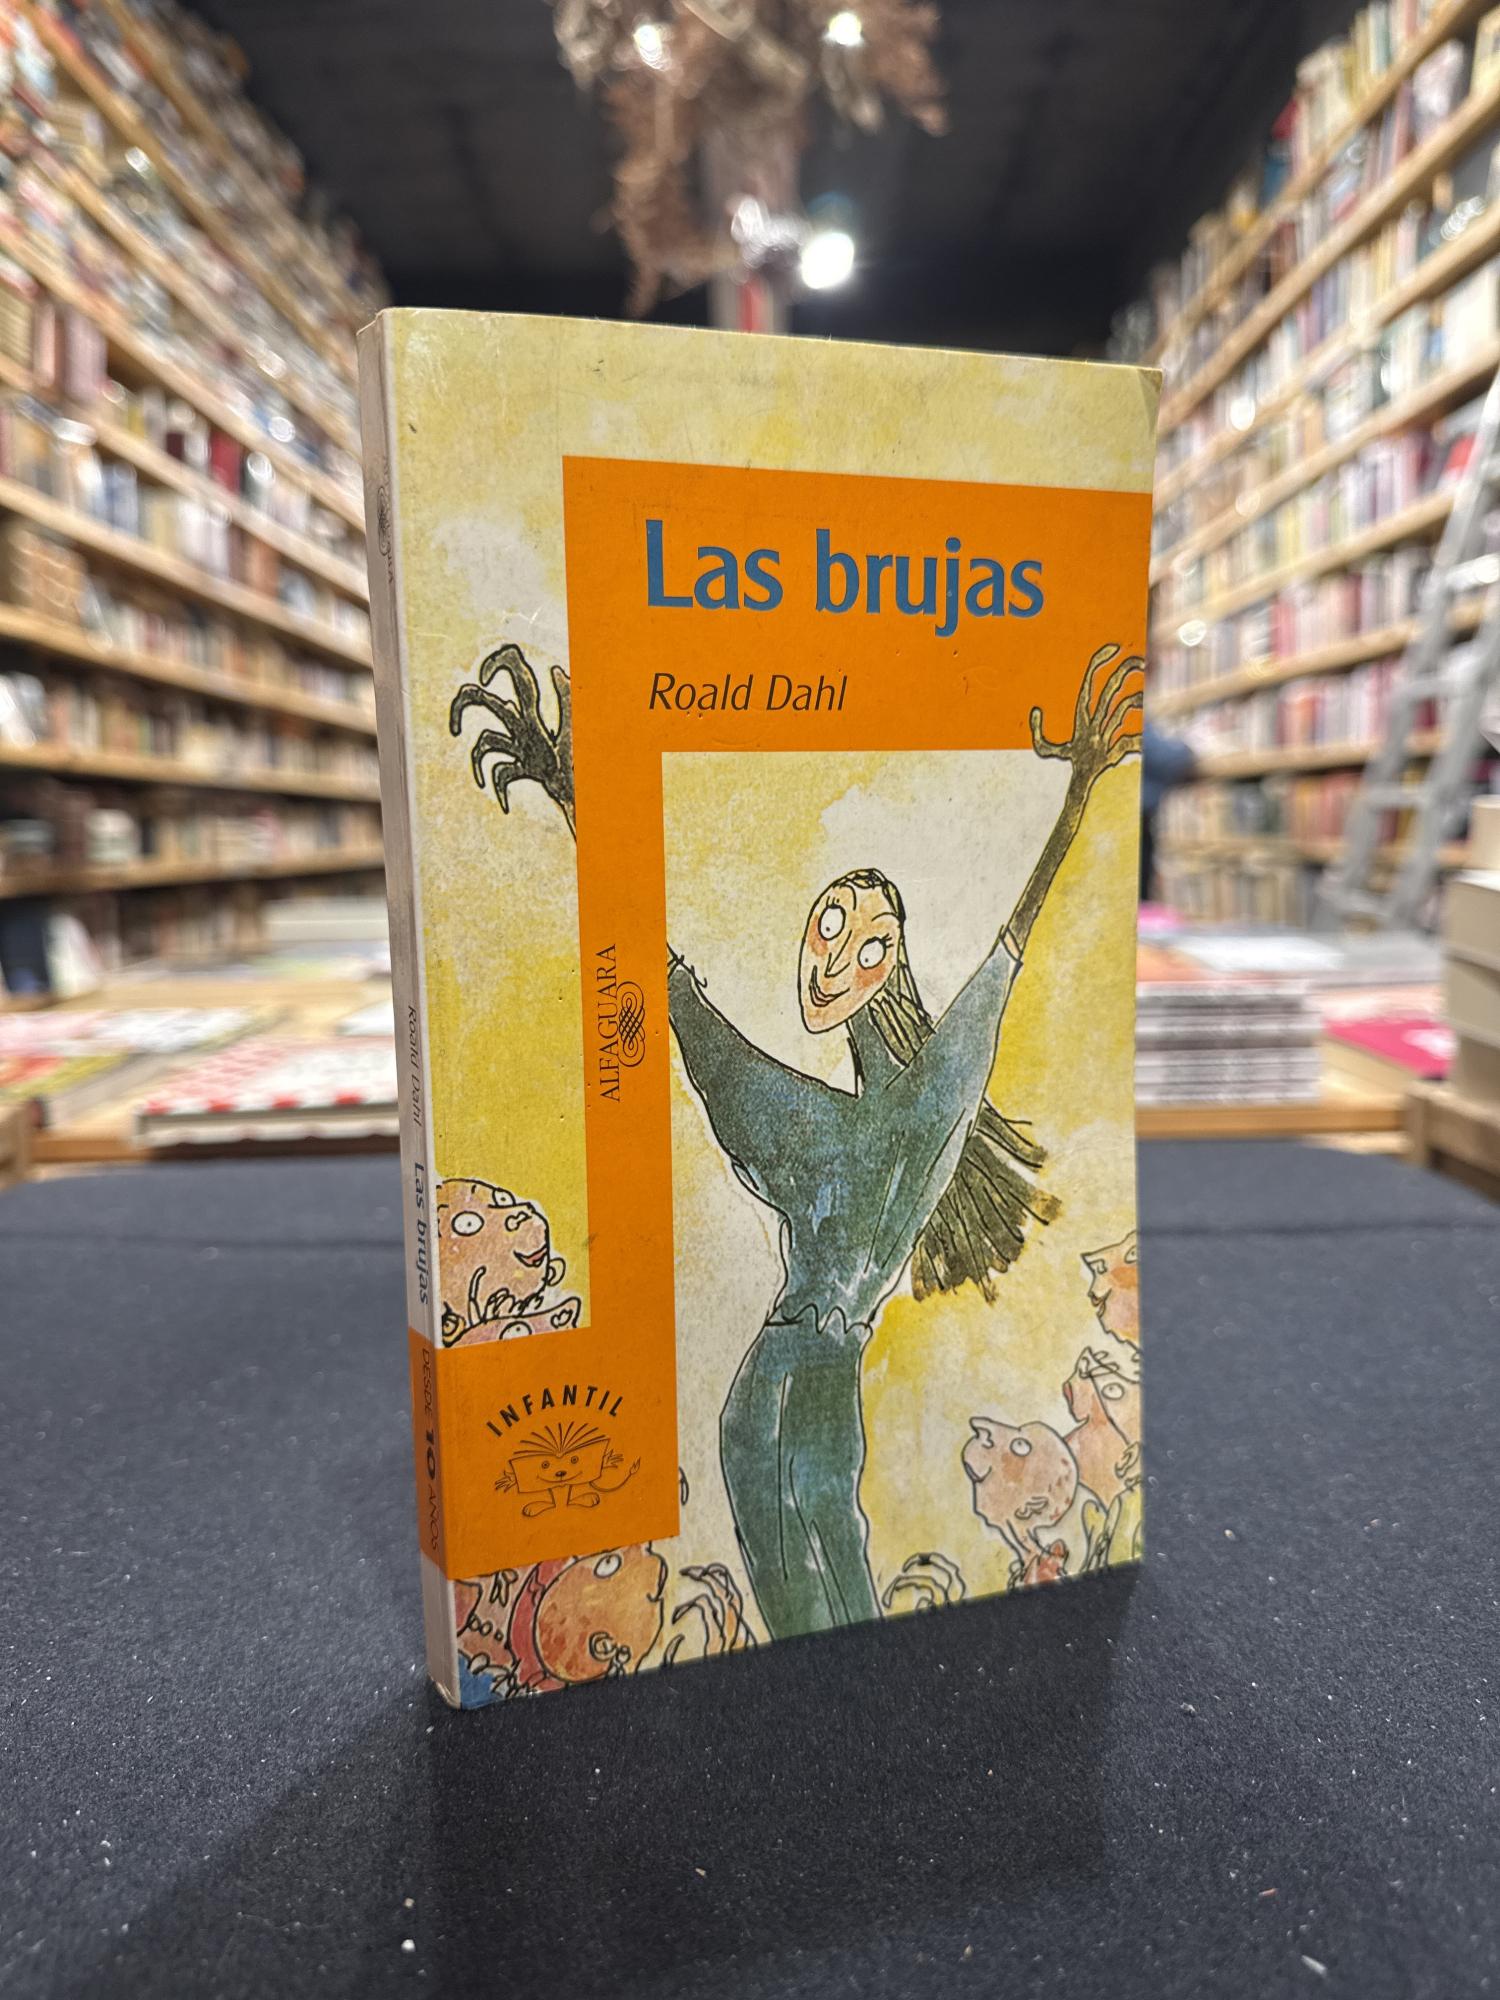 Las brujas
Roald Dahl
ALFAGUARA
INFANTIL
Roald Dahl Las brujas
DESDE 10 AÑOS